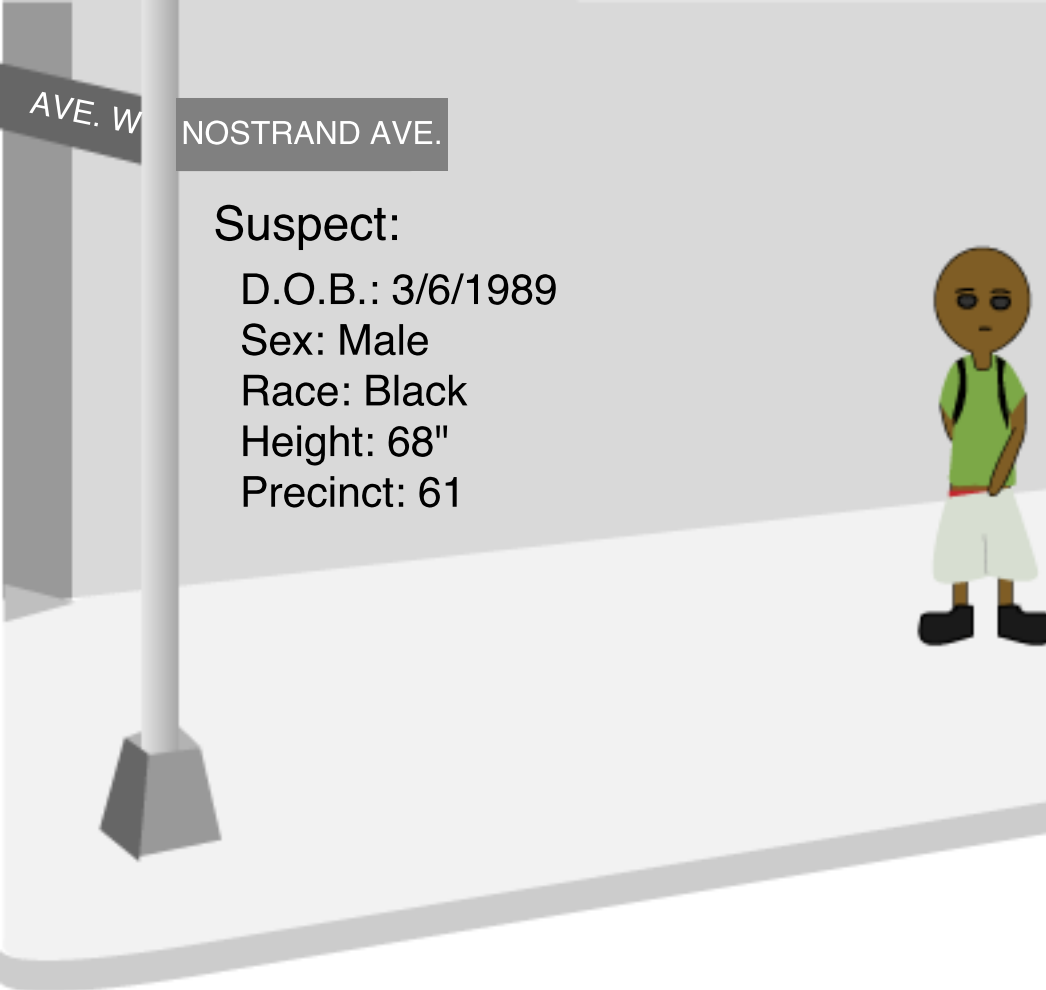 AVE. W
NOSTRAND AVE.
Suspect:
D.O.B.: 3/6/1989
Sex: Male
Race: Black
Height: 68"
Precinct: 61